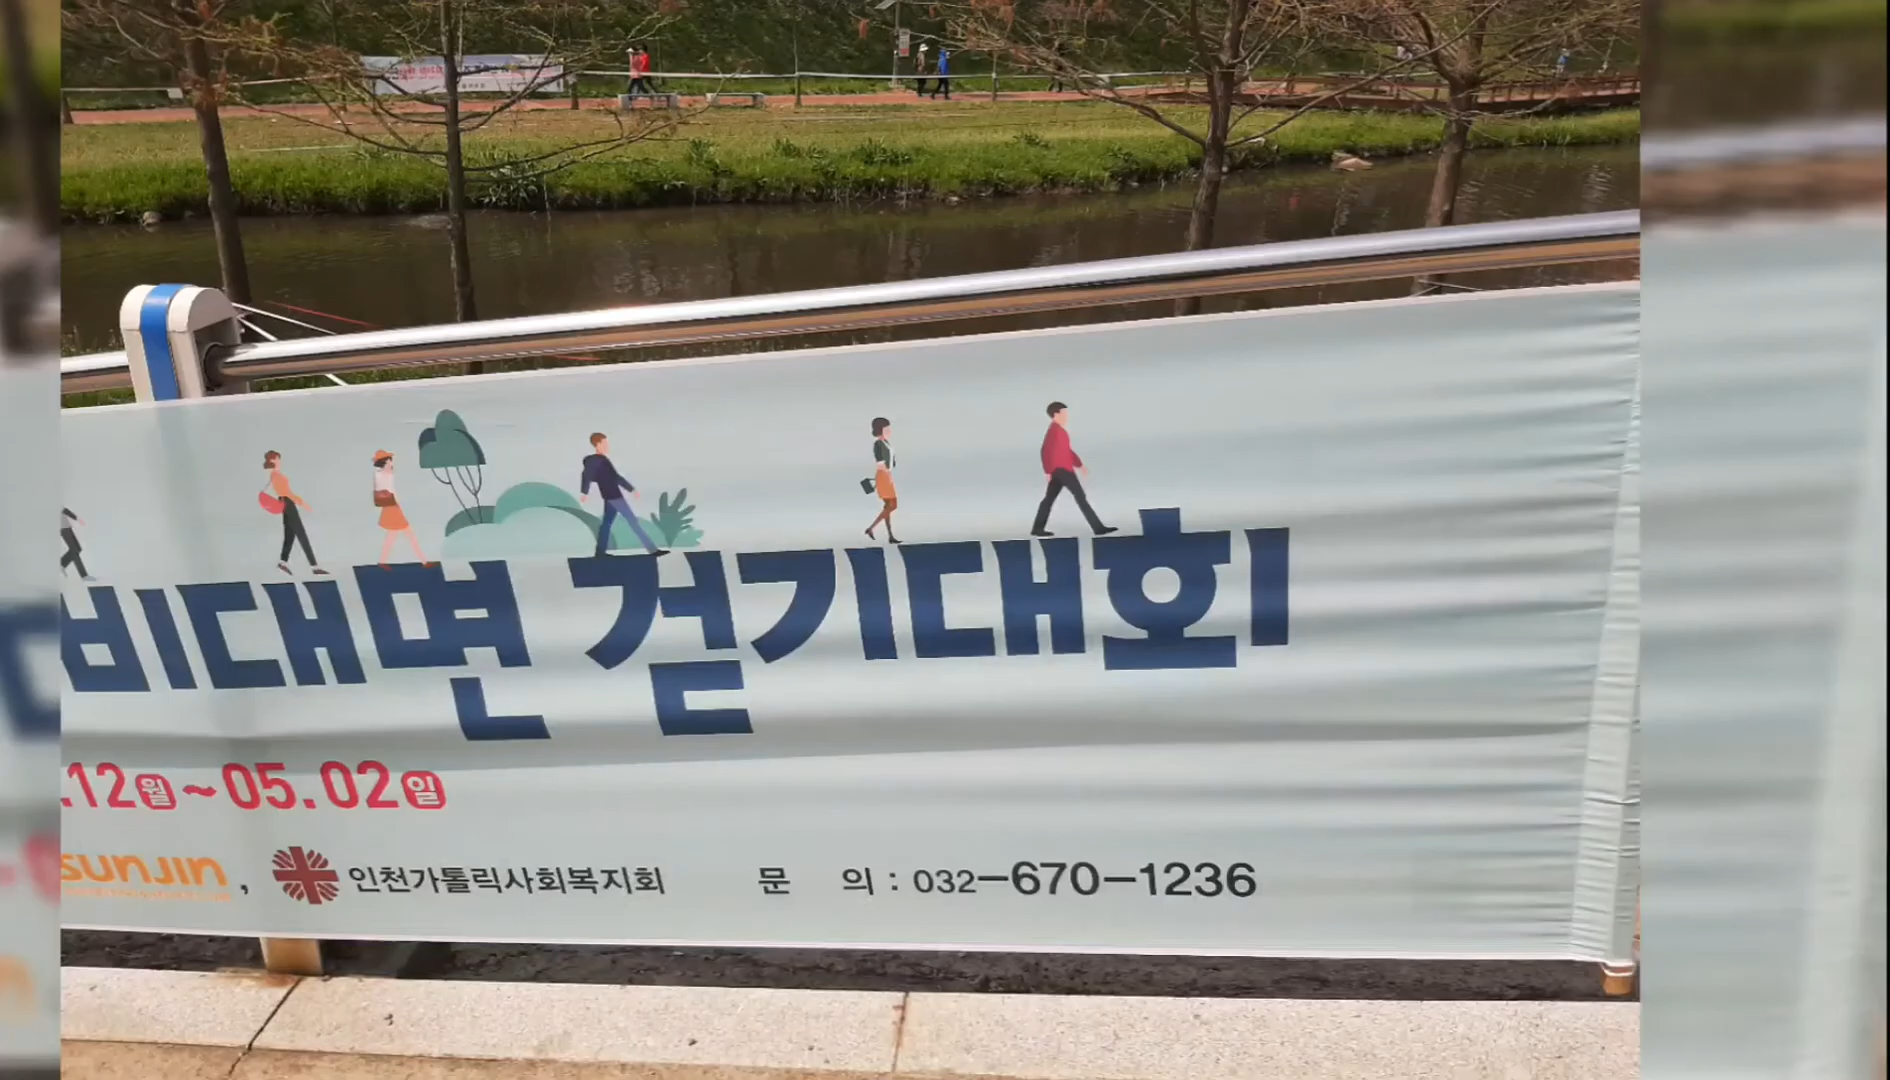 비대면 걷기대회
.12월~05.02일
sunjin, 인천가톨릭사회복지회 문 의 : 032-670-1236